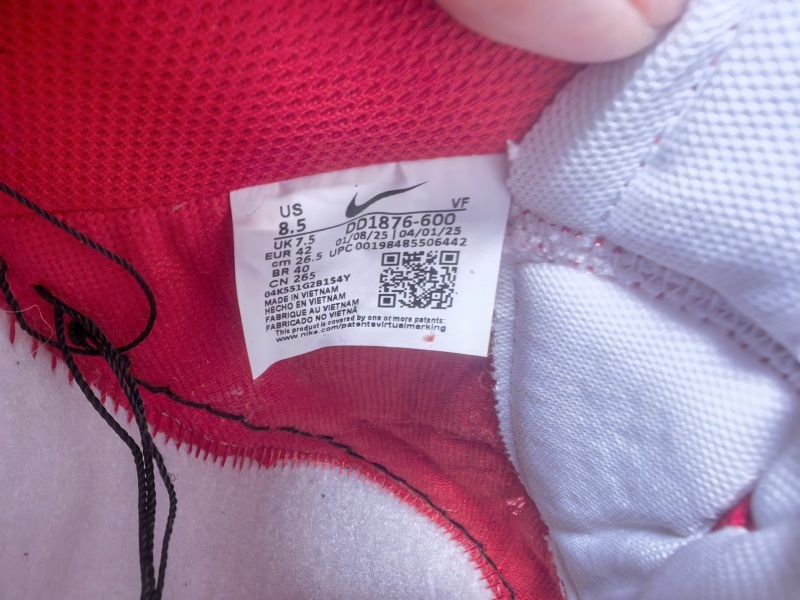 US
8.5
UK 7.5
EUR 42
cm 26.5
BR 40
CN 265
VF
DD1876-600
01/08/25 | 04/01/25
UPC 00198485506442
04KS51G2B1S4Y
MADE IN VIETNAM
HECHO EN VIETNAM
FABRIQUE AU VIETNAM
FABRICADO NO VIETNÃ
This product is covered by one or more patents:
www.nike.com/patentsvirtualmarking